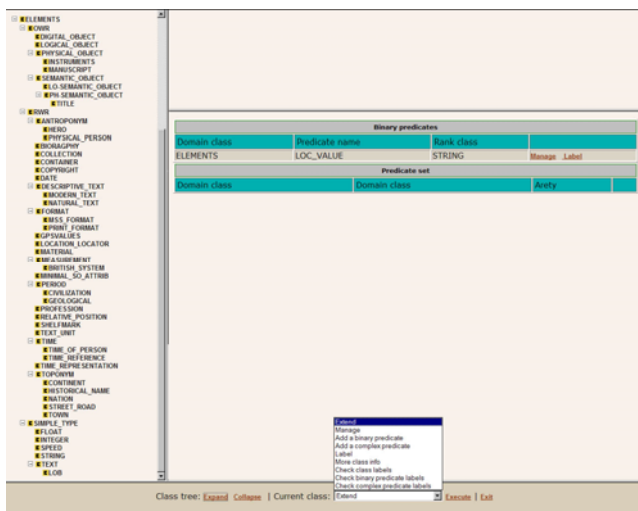 ELEMENTS
OWR
DIGITAL_OBJECT
LOGICAL_OBJECT
PHYSICAL_OBJECT
INSTRUMENTS
MANUSCRIPT
SEMANTIC_OBJECT
LO-SEMANTIC_OBJECT
PH-SEMANTIC_OBJECT
TITLE
RWR
ANTROPONYM
HERO
PHYSICAL_PERSON
BIORAGPHY
COLLECTION
CONTAINER
COPYRIGHT
DATE
DESCRIPTIVE_TEXT
MODERN_TEXT
NATURAL_TEXT
FORMAT
MSS_FORMAT
PRINT_FORMAT
GPSVALUES
LOCATION_LOCATOR
MATERIAL
MEASUREMENT
BRITISH_SYSTEM
MINIMAL_SO_ATTRIB
PERIOD
CIVILIZATION
GEOLOGICAL
PROFESSION
RELATIVE_POSITION
SHELFMARK
TEXT_UNIT
TIME
TIME_OF_PERSON
TIME_REFERENCE
TIME_REPRESENTATION
TOPONYM
CONTINENT
HISTORICAL_NAME
NATION
STREET_ROAD
TOWN
SIMPLE_TYPE
FLOAT
INTEGER
SPEED
STRING
TEXT
LOB
Binary predicates
Domain class Predicate name Rank class
ELEMENTS LOC_VALUE STRING Manage Label
Predicate set
Domain class Domain class Arety
Extend
Manage
Add a binary predicate
Add a complex predicate
Label
More class info
Check class labels
Check binary predicate labels
Check complex predicate labels
Class tree: Expand Collapse | Current class: Extend Execute | Exit